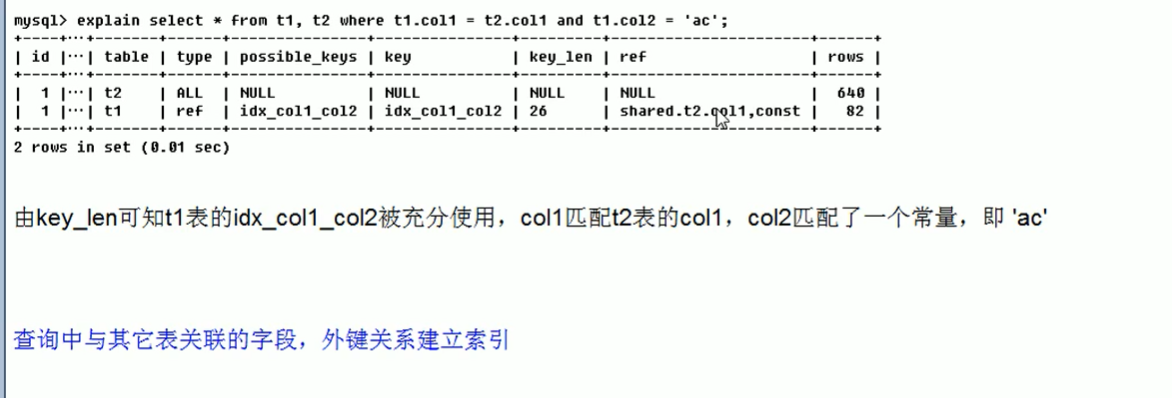 mysql> explain select * from t1, t2 where t1.col1 = t2.col1 and t1.col2 = 'ac';
+----+...+-------+------+---------------+---------------+---------+----------------------+------+
| id |...| table | type | possible_keys | key           | key_len | ref                  | rows |
+----+...+-------+------+---------------+---------------+---------+----------------------+------+
|  1 |...| t2    | ALL  | NULL          | NULL          | NULL    | NULL                 |  640 |
|  1 |...| t1    | ref  | idx_col1_col2 | idx_col1_col2 | 26      | shared.t2.col1,const |   82 |
+----+...+-------+------+---------------+---------------+---------+----------------------+------+
2 rows in set (0.01 sec)
由key_len可知t1表的idx_col1_col2被充分使用，col1匹配t2表的col1，col2匹配了一个常量，即 'ac'
查询中与其它表关联的字段，外键关系建立索引